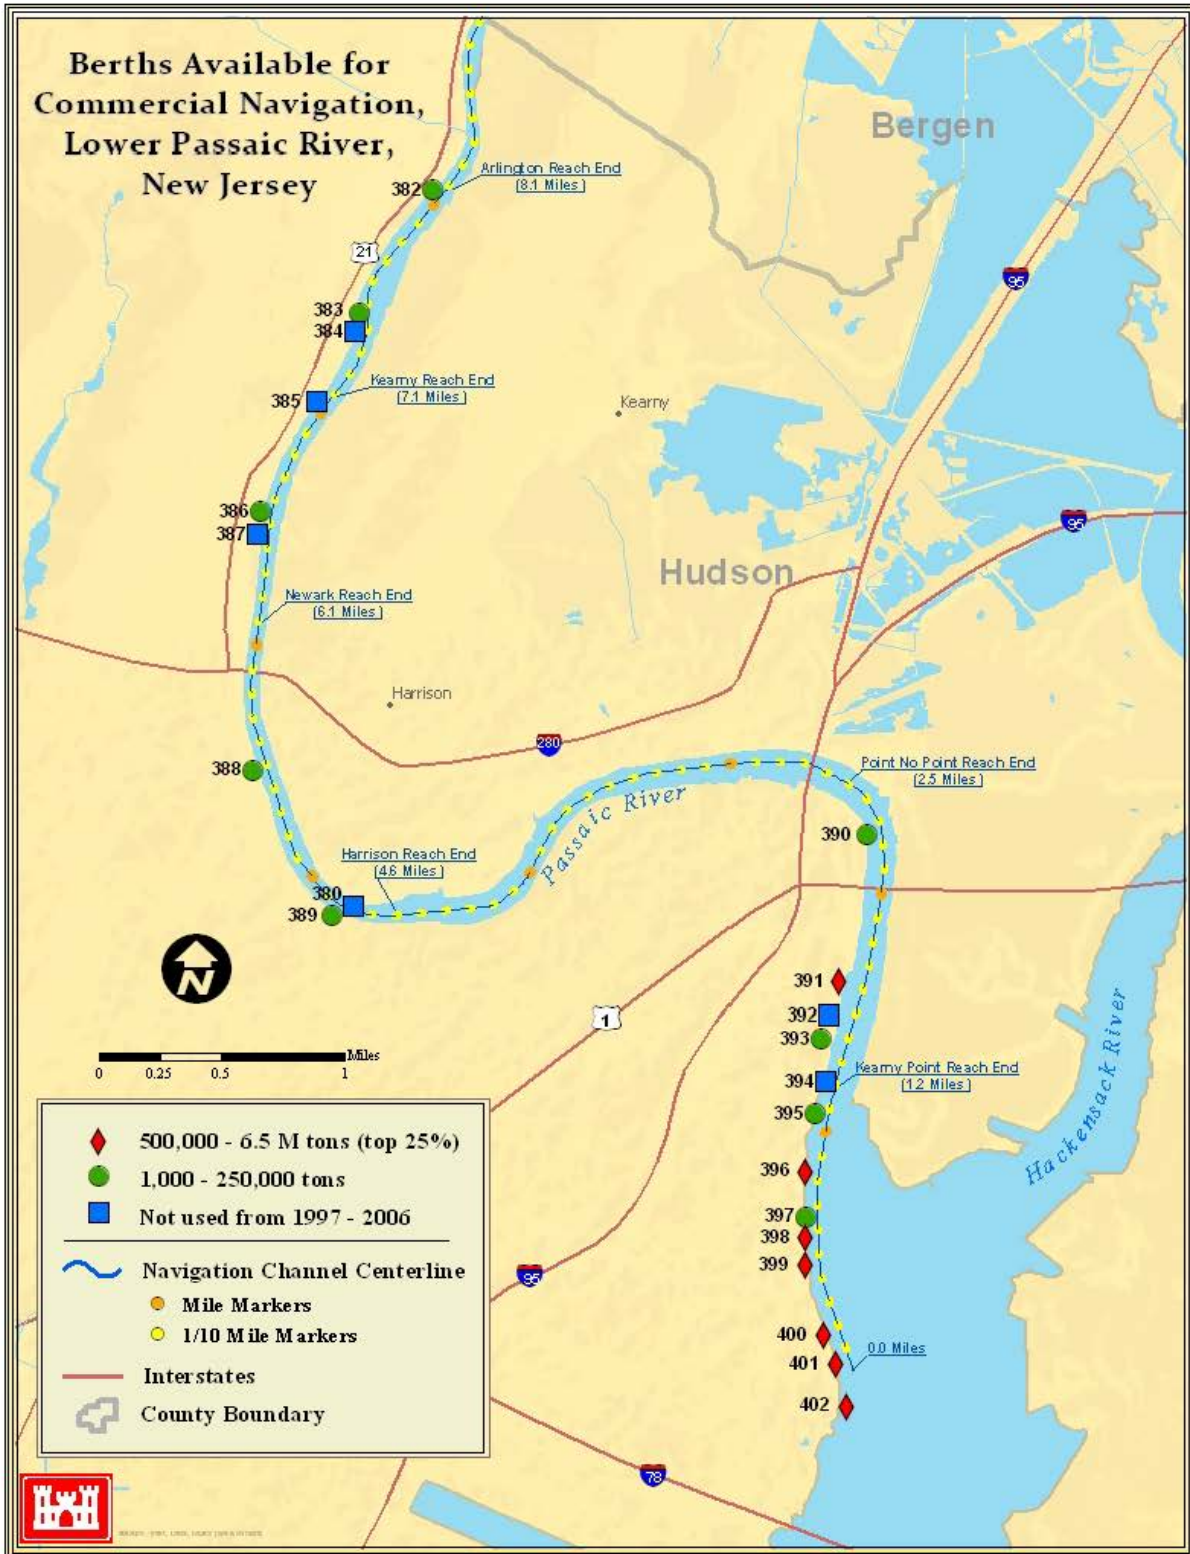 Berths Available for
Commercial Navigation,
Lower Passaic River,
New Jersey
Bergen
Arlington Reach End
(8.1 Miles)
382
21
95
383
384
Kearny Reach End
(7.1 Miles)
385
Kearny
386
387
95
Hudson
Newark Reach End
(6.1 Miles)
Harrison
280
388
Point No Point Reach End
(2.5 Miles)
Passaic River
390
Harrison Reach End
(4.6 Miles)
380
389
N
391
392
1
393
Hackensack River
Miles
0 0.25 0.5 1
394
Kearny Point Reach End
(1.2 Miles)
395
500,000 - 6.5 M tons (top 25%)
1,000 - 250,000 tons
Not used from 1997 - 2006
Navigation Channel Centerline
Mile Markers
1/10 Mile Markers
Interstates
County Boundary
396
397
398
399
95
400
0.0 Miles
401
402
78